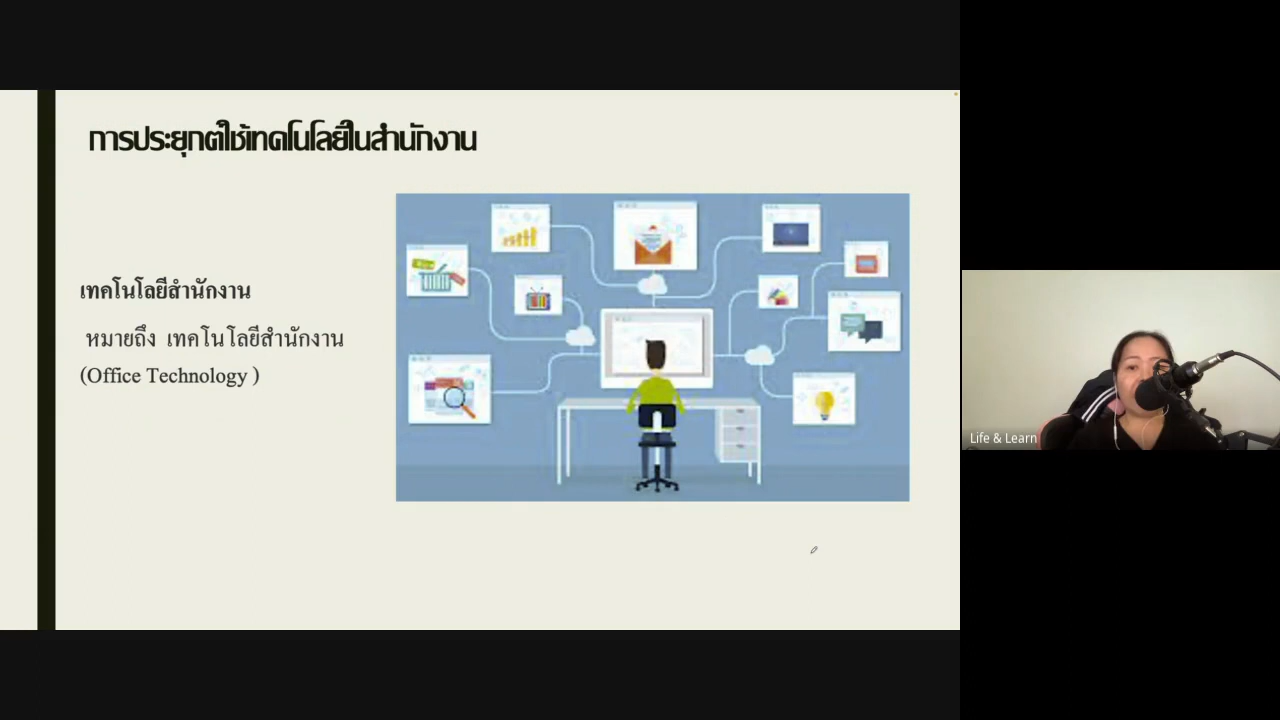 การประยุกต์ใช้เทคโนโลยีในสำนักงาน
เทคโนโลยีสำนักงาน
หมายถึง เทคโนโลยีสำนักงาน
(Office Technology )
Life & Learn